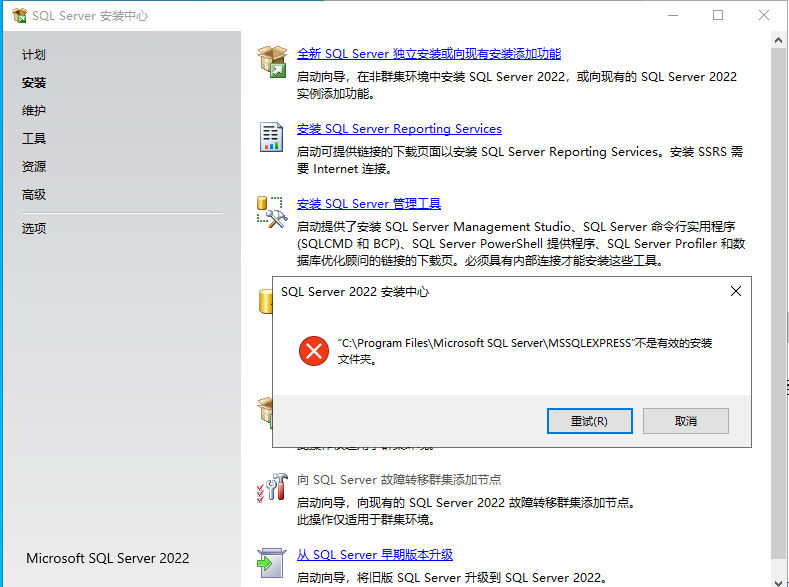 SQL Server 安装中心
计划
安装
维护
工具
资源
高级
选项
Microsoft SQL Server 2022
全新 SQL Server 独立安装或向现有安装添加功能
启动向导，在非群集环境中安装 SQL Server 2022，或向现有的 SQL Server 2022
实例添加功能。
安装 SQL Server Reporting Services
启动可提供链接的下载页面以安装 SQL Server Reporting Services。安装 SSRS 需
要 Internet 连接。
安装 SQL Server 管理工具
启动提供了安装 SQL Server Management Studio、SQL Server 命令行实用程序
(SQLCMD 和 BCP)、SQL Server PowerShell 提供程序、SQL Server Profiler 和数
据库优化顾问的链接的下载页。必须具有内部连接才能安装这些工具。
SQL Server 2022 安装中心
“C:\Program Files\Microsoft SQL Server\MSSQLEXPRESS”不是有效的安装
文件夹。
重试(R)
取消
向 SQL Server 故障转移群集添加节点
启动向导，向现有的 SQL Server 2022 故障转移群集添加节点。
此操作仅适用于群集环境。
从 SQL Server 早期版本升级
启动向导，将旧版 SQL Server 升级到 SQL Server 2022。